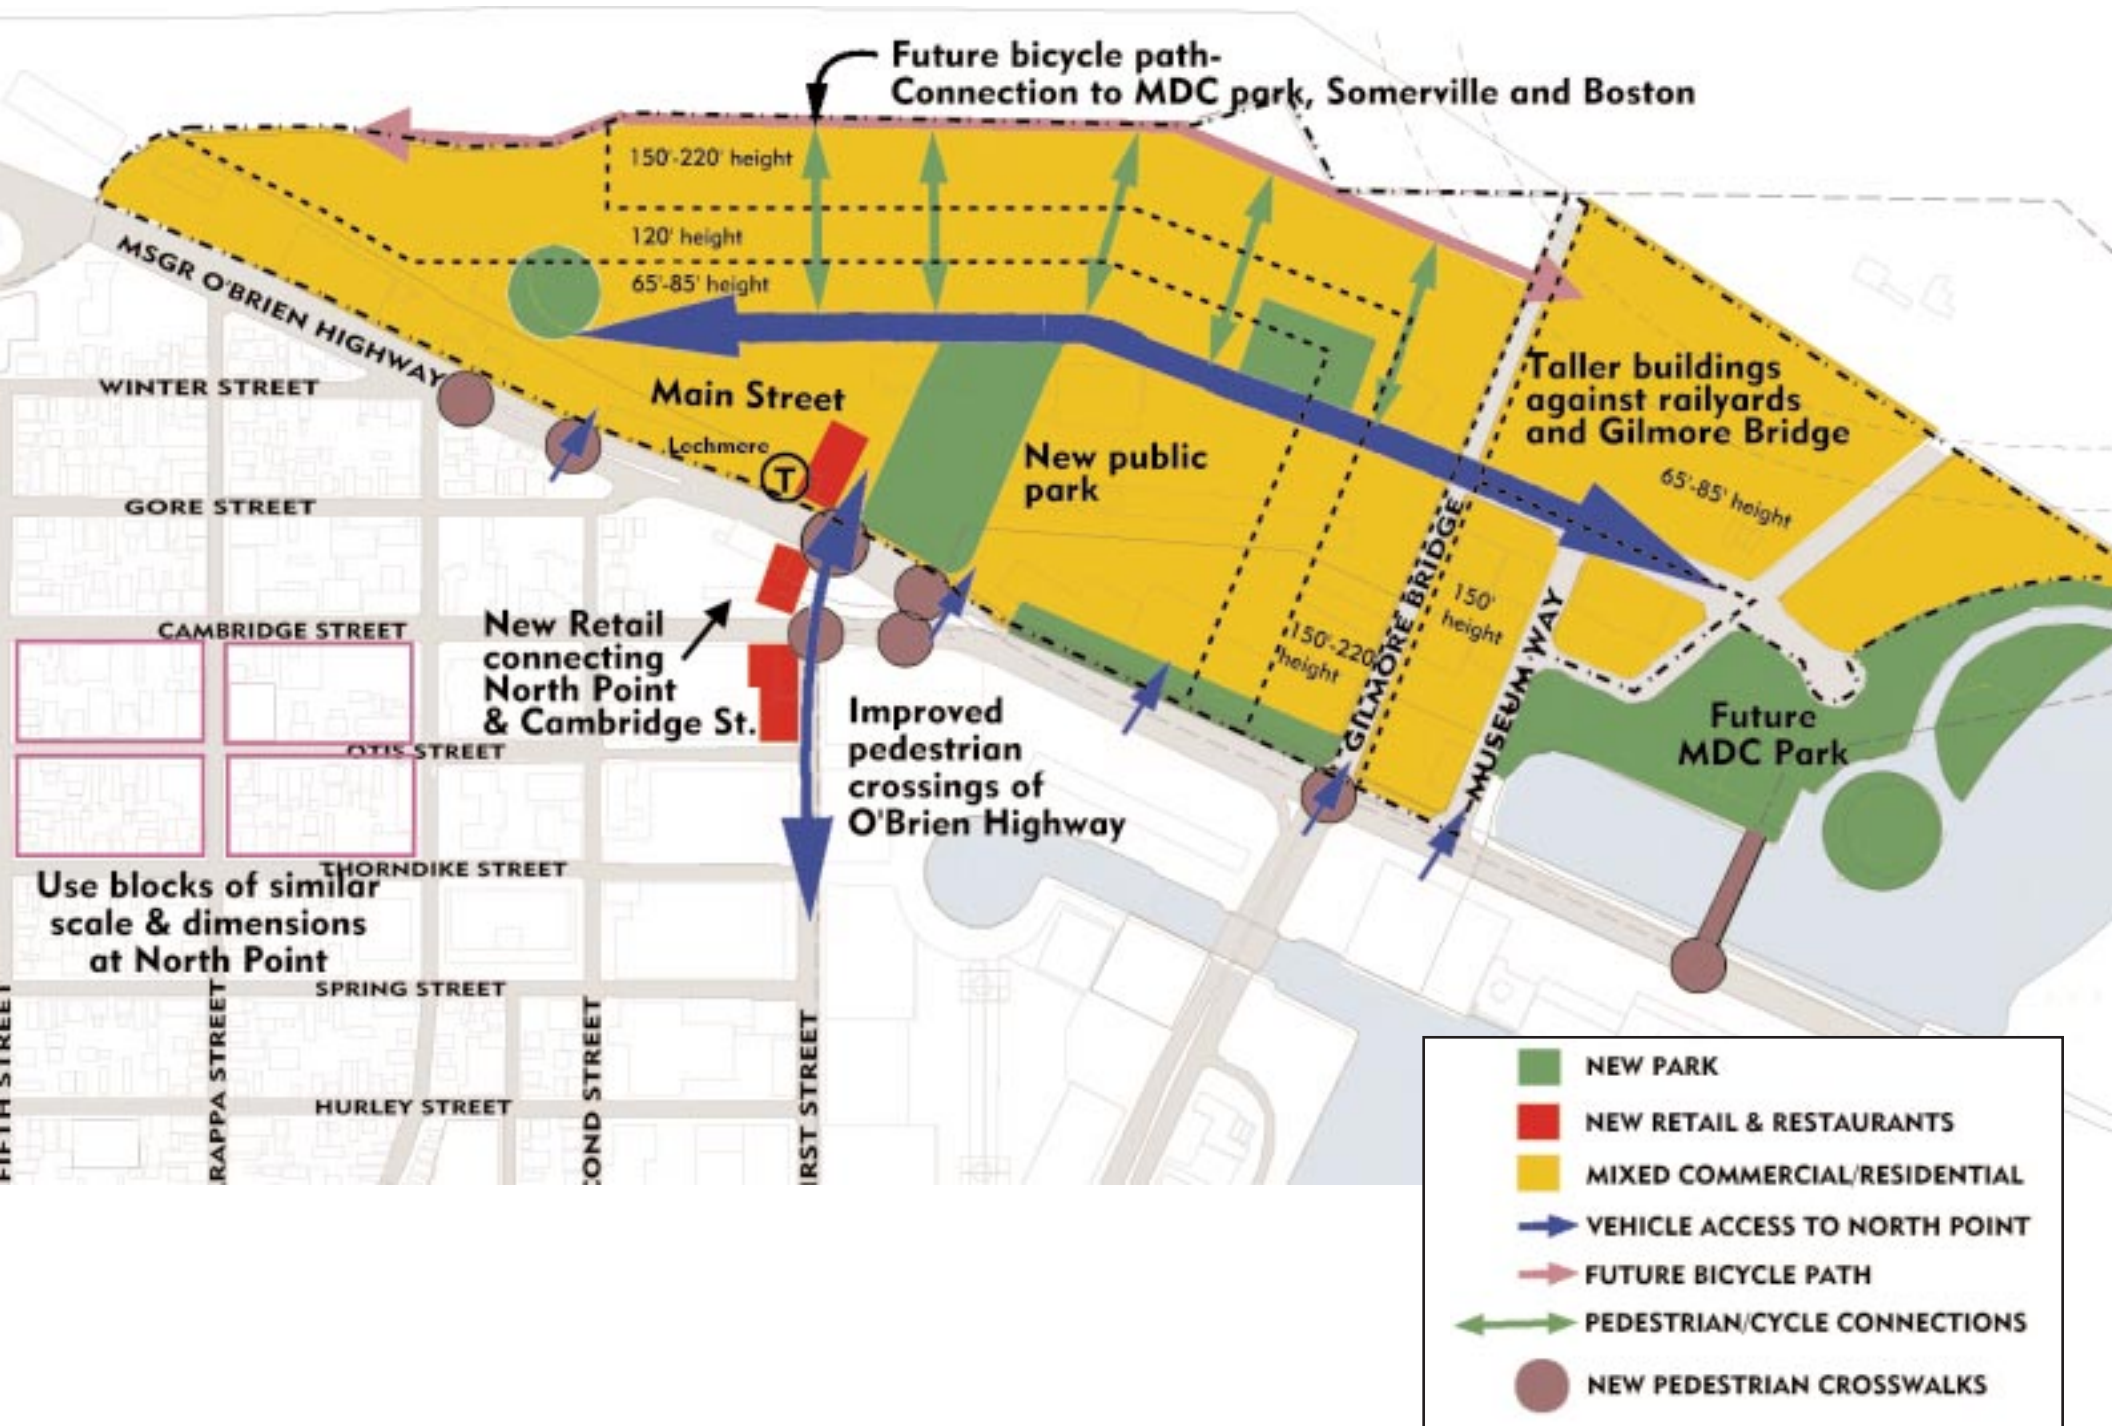 Future bicycle path-
Connection to MDC park, Somerville and Boston
150'-220' height
120' height
65'-85' height
MSGR O'BRIEN HIGHWAY
WINTER STREET
Main Street
Lechmere
T
New public
park
Taller buildings
against railyards
and Gilmore Bridge
65'-85' height
GORE STREET
GILMORE BRIDGE
150'
height
150'-220'
height
MUSEUM WAY
CAMBRIDGE STREET
New Retail
connecting
North Point
& Cambridge St.
Improved
pedestrian
crossings of
O'Brien Highway
Future
MDC Park
OTIS STREET
THORNDIKE STREET
Use blocks of similar
scale & dimensions
at North Point
SPRING STREET
HURLEY STREET
FIFTH STREET
RAPPA STREET
COND STREET
IRST STREET
NEW PARK
NEW RETAIL & RESTAURANTS
MIXED COMMERCIAL/RESIDENTIAL
VEHICLE ACCESS TO NORTH POINT
FUTURE BICYCLE PATH
PEDESTRIAN/CYCLE CONNECTIONS
NEW PEDESTRIAN CROSSWALKS